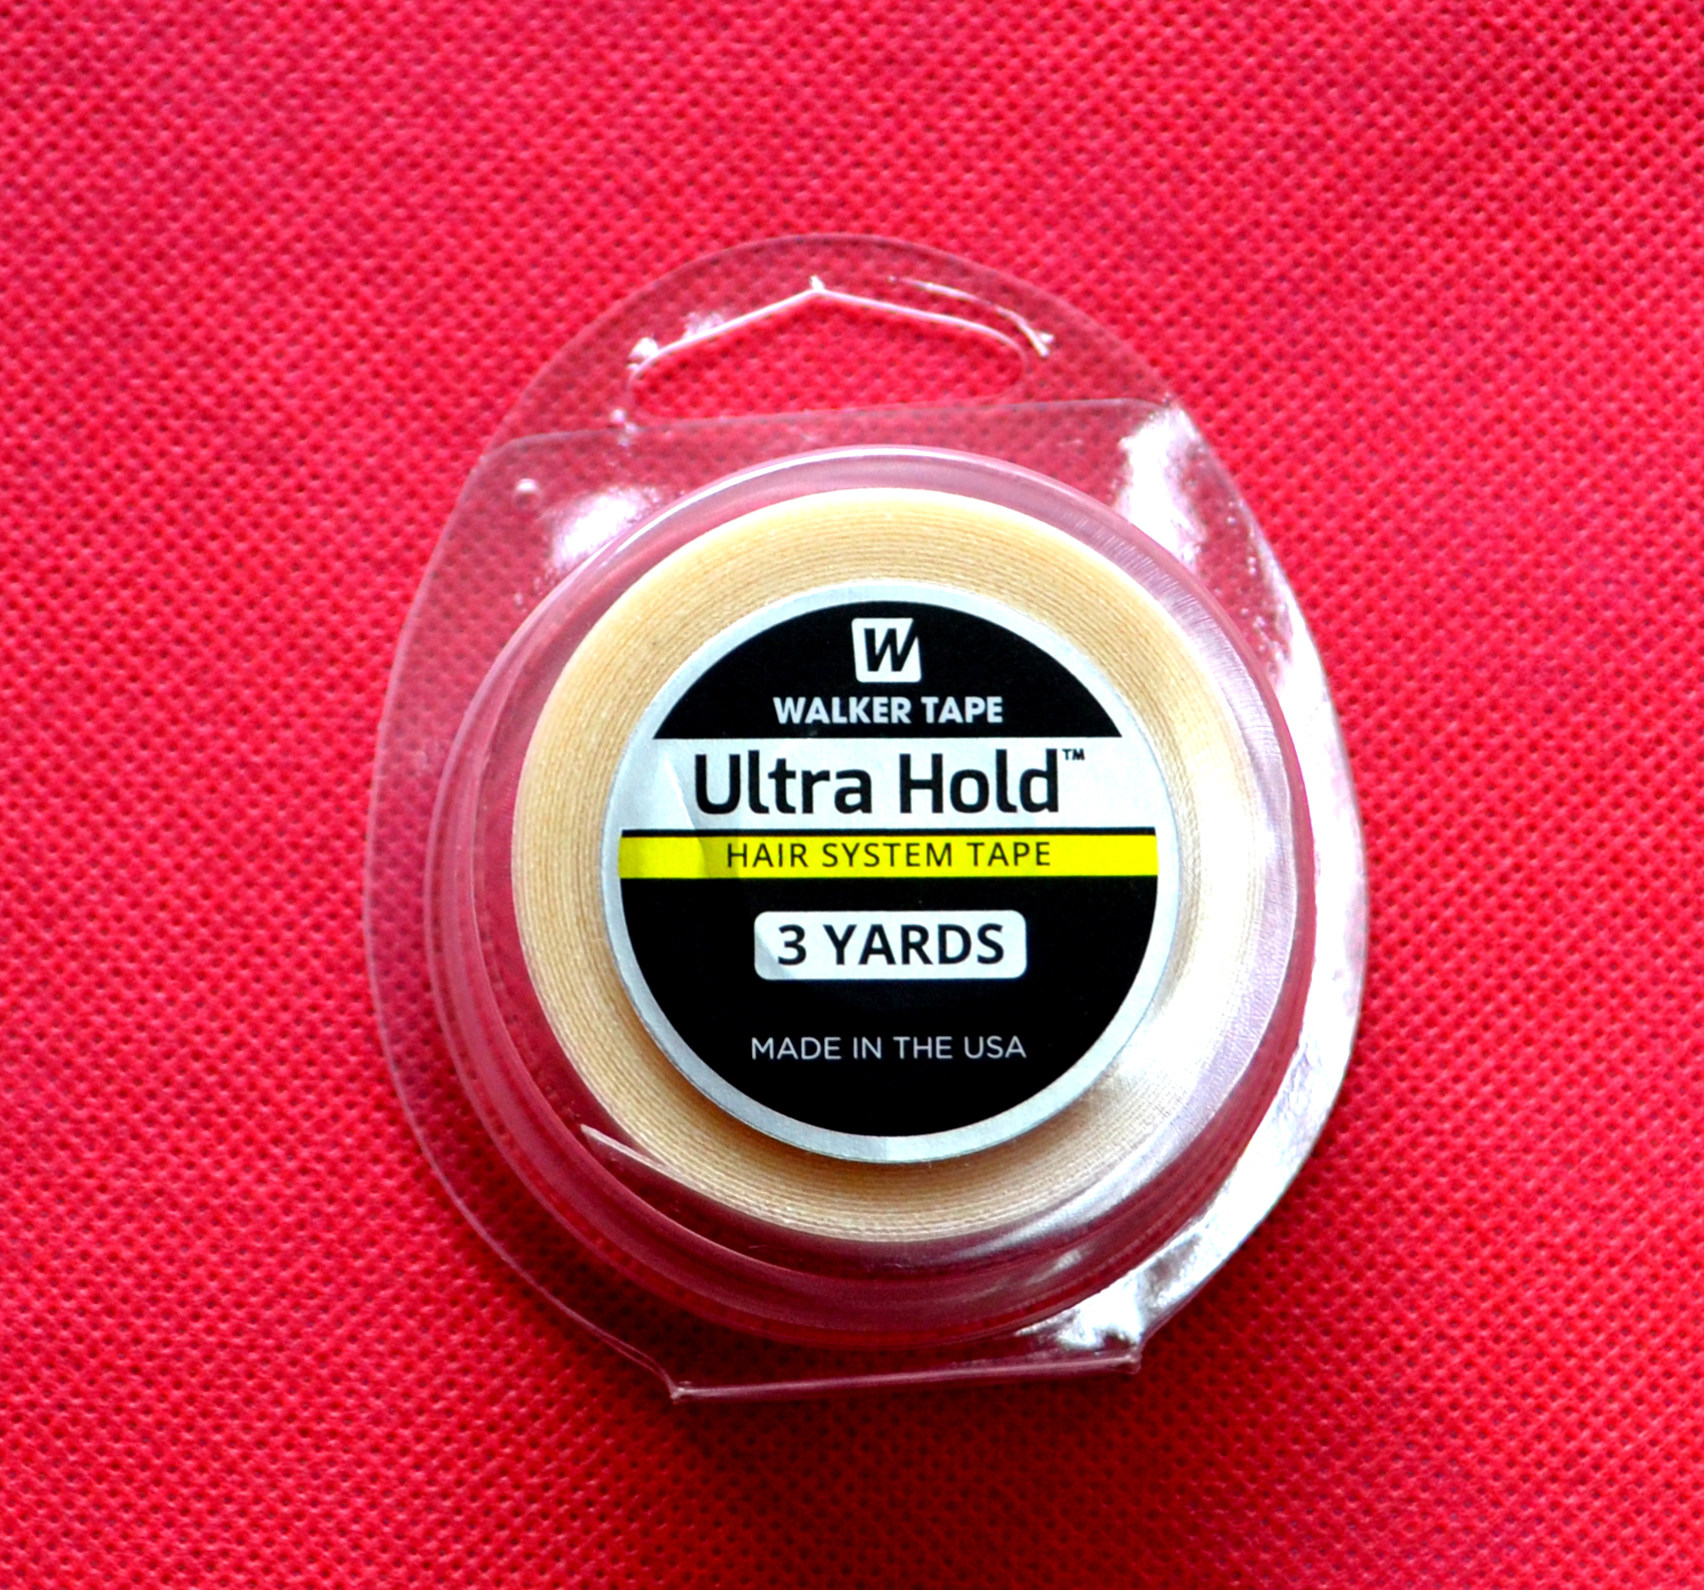 W
WALKER TAPE
Ultra Hold™
HAIR SYSTEM TAPE
3 YARDS
MADE IN THE USA